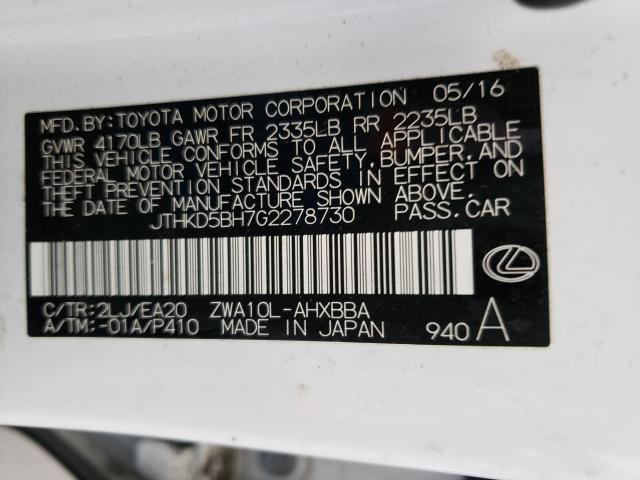 MFD.BY:TOYOTA MOTOR CORPORATION 05/16
GVWR 4170LB GAWR FR 2335LB RR 2235LB
THIS VEHICLE CONFORMS TO ALL APPLICABLE
FEDERAL MOTOR VEHICLE SAFETY,BUMPER,AND
THEFT PREVENTION STANDARDS IN EFFECT ON
THE DATE OF MANUFACTURE SHOWN ABOVE.
JTHKD5BH7G2278730 PASS.CAR
C/TR:2LJ/EA20 ZWA10L-AHXBBA
A/TM:-01A/P410 MADE IN JAPAN 940 A